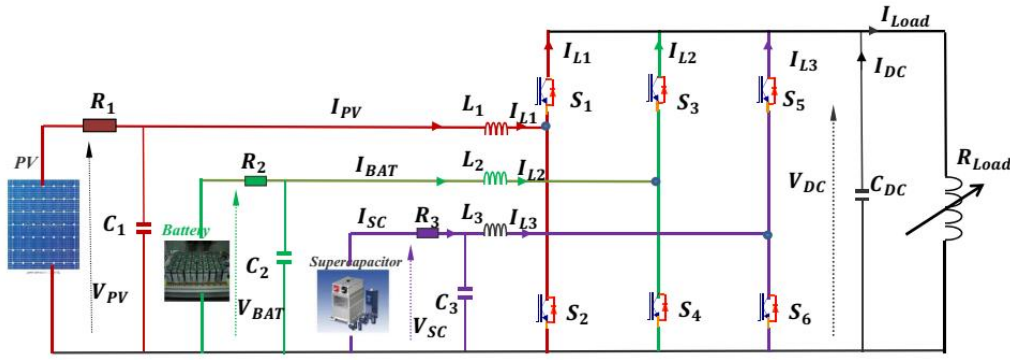 I_Load
I_L1 I_L2 I_L3 I_DC
R_1 I_PV L_1 I_L1 S_1 S_3 S_5
PV R_2 I_BAT L_2 I_L2 V_DC C_DC R_Load
C_1 Battery I_SC R_3 L_3 I_L3
C_2 Supercapacitor
V_PV V_BAT V_SC C_3 S_2 S_4 S_6